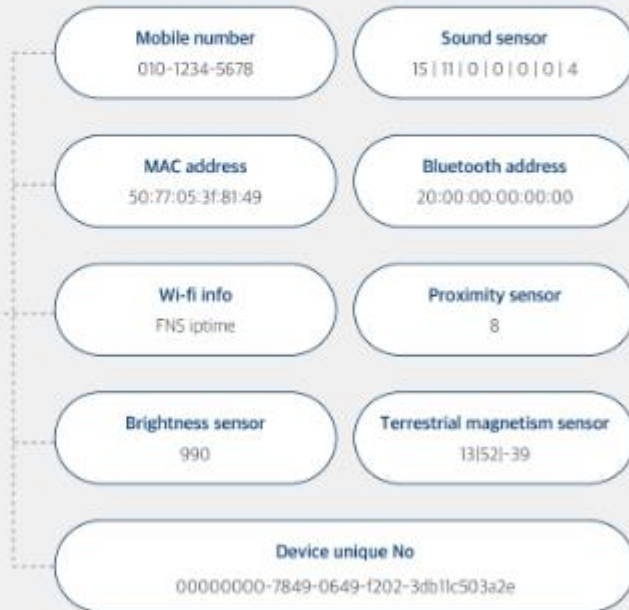 Mobile number
010-1234-5678
Sound sensor
15 | 11 | 0 | 0 | 0 | 0 | 4
MAC address
50:77:05:3f:81:49
Bluetooth address
20:00:00:00:00:00
Wi-fi info
FNS iptime
Proximity sensor
8
Brightness sensor
990
Terrestrial magnetism sensor
13|52|-39
Device unique No
00000000-7849-0649-f202-3db11c503a2e